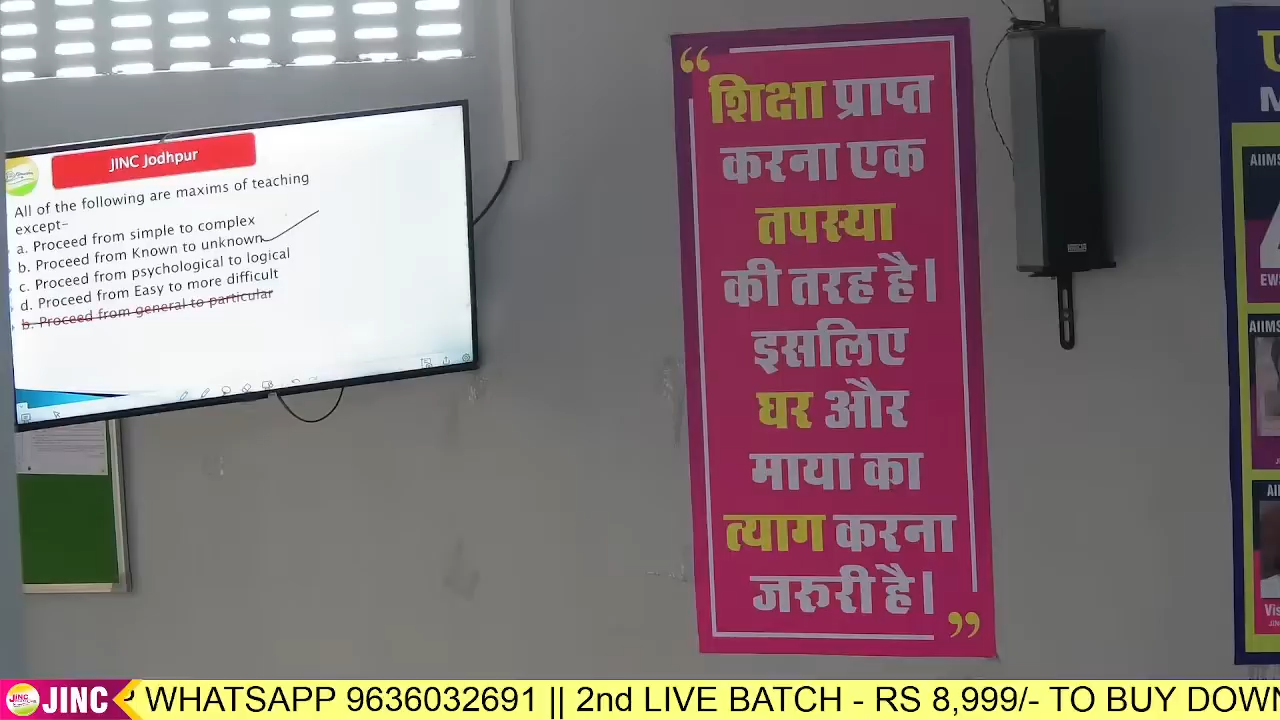 JINC Jodhpur
All of the following are maxims of teaching
except-
a. Proceed from simple to complex
b. Proceed from Known to unknown
c. Proceed from psychological to logical
d. Proceed from Easy to more difficult
b. Proceed from general to particular
“
शिक्षा प्राप्त
करना एक
तपस्या
की तरह है।
इसलिए
घर और
माया का
त्याग करना
जरूरी है।
”
AIIMS
EWS
AIIMS
AII
Vis
JINC
WHATSAPP 9636032691 || 2nd LIVE BATCH - RS 8,999/- TO BUY DOWN